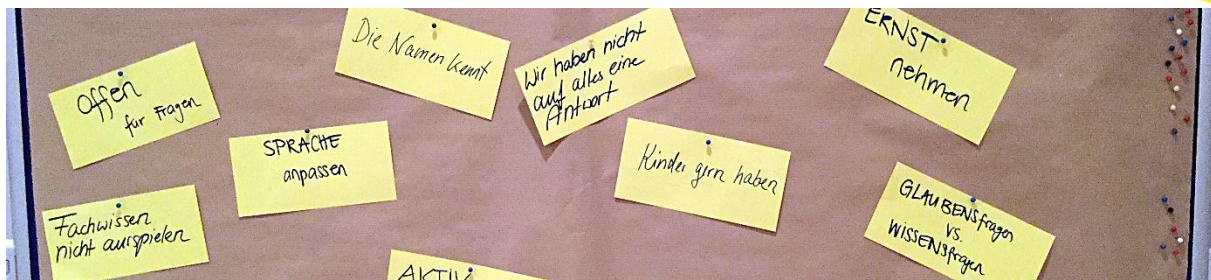 Offen
für Fragen
Die Namen kennt
Wir haben nicht
auf alles eine
Antwort
ERNST
nehmen
SPRACHE
anpassen
Kinder gern haben
Fachwissen
nicht ausspielen
GLAUBENSfragen
VS.
WISSENSfragen
AKTIV